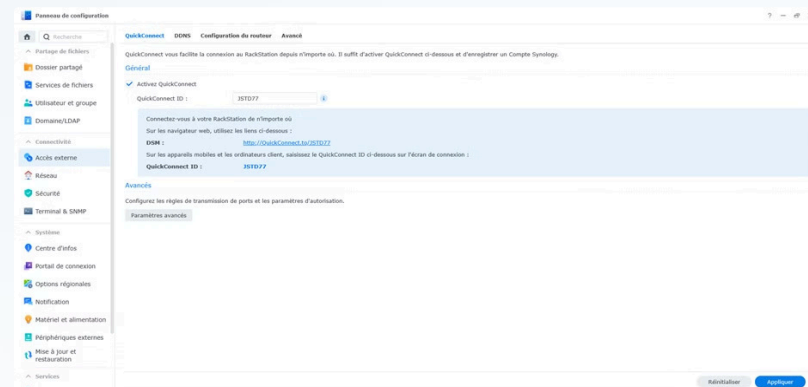 Panneau de configuration
Recherche
QuickConnect DDNS Configuration du routeur Avancé
Partage de fichiers
Dossier partagé
Services de fichiers
Utilisateur et groupe
Domaine/LDAP
Connectivité
Accès externe
Réseau
Sécurité
Terminal & SNMP
Système
Centre d'infos
Portail de connexion
Options régionales
Notification
Matériel et alimentation
Périphériques externes
Mise à jour et
restauration
Services
QuickConnect vous facilite la connexion au RackStation depuis n'importe où. Il suffit d'activer QuickConnect ci-dessous et d'enregistrer un Compte Synology.
Général
Activez QuickConnect
QuickConnect ID : JSTD77
Connectez-vous à votre RackStation de n'importe où
Sur les navigateur web, utilisez les liens ci-dessous :
DSM : http://QuickConnect.to/JSTD77
Sur les appareils mobiles et les ordinateurs client, saisissez le QuickConnect ID ci-dessous sur l'écran de connexion :
QuickConnect ID : JSTD77
Avancés
Configurez les règles de transmission de ports et les paramètres d'autorisation.
Paramètres avancés
Réinitialiser Appliquer